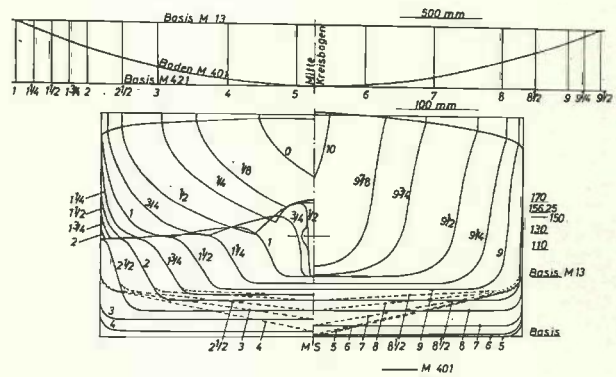 Basis M 13
500 mm
Baden M 401
Basis M 421
Mitte Kreisbogen
1 1¼ 1½ 1¾ 2 2½ 3 4 5 6 7 8 8½ 9 9¼ 9½
100 mm
0 10
1/8
¼
½
¾
1
9 7/8
9 ¾
9 ½
9 ¼
9
1¼
1½
1¾
2
¾ ½
1
1¼
1½
1¾
2
2½
170
156,25
150
130
110
Basis M 13
3
4
Basis
2½ 3 4 MS 5 6 7 8 8½ 9 8½ 8 7 6 5
M 401